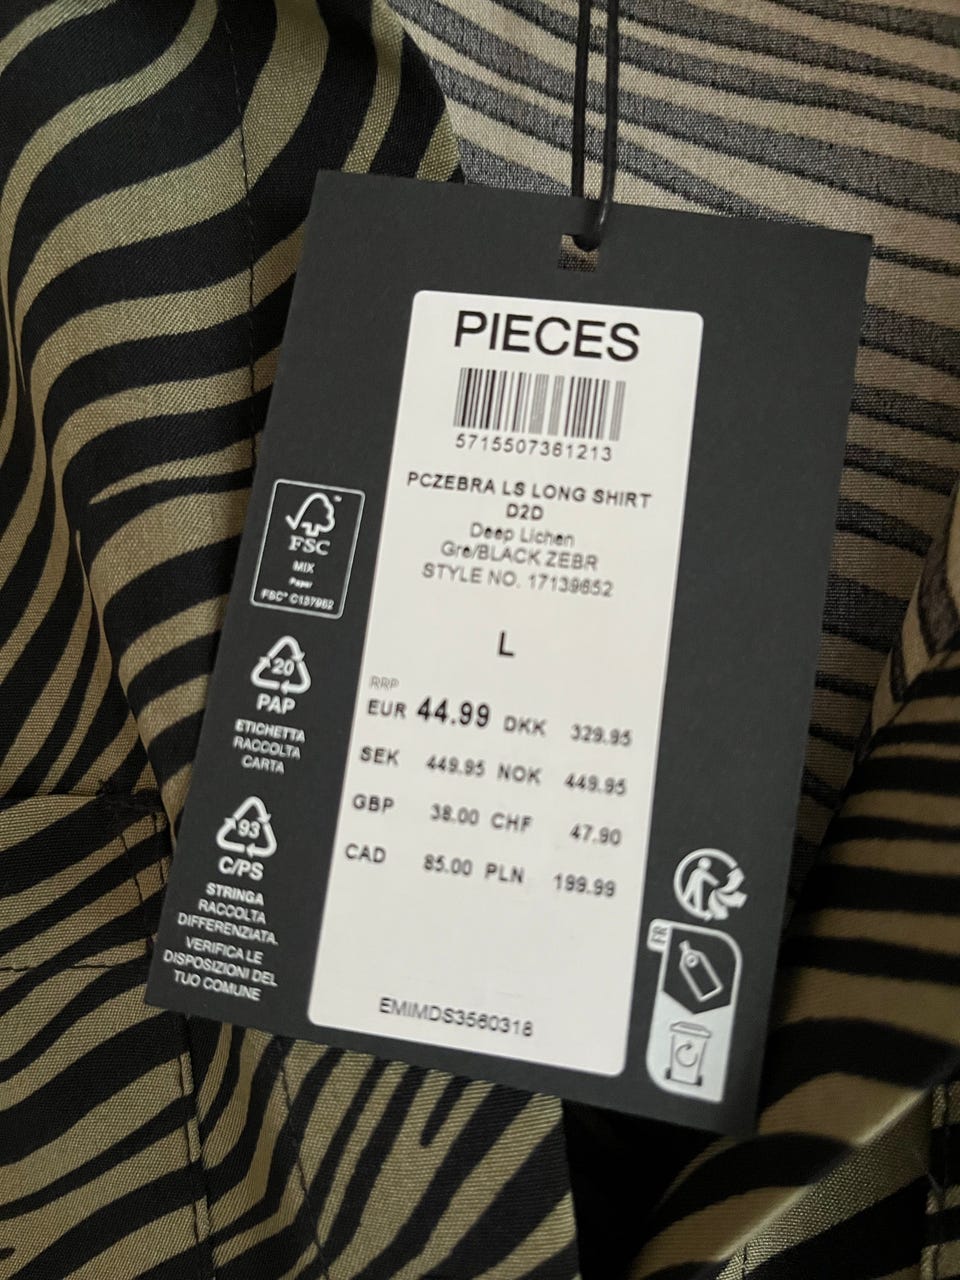 PIECES
5715507361213
PCZEBRA LS LONG SHIRT
D2D
Deep Lichen
Gre/BLACK ZEBR
STYLE NO. 17139652
L
RRP
EUR 44.99 DKK 329.95
SEK 449.95 NOK 449.95
GBP 38.00 CHF 47.90
CAD 85.00 PLN 199.99
EMIMDS3560318
FSC
MIX
Paper
FSC® C137952
20
PAP
ETICHETTA
RACCOLTA
CARTA
93
C/PS
STRINGA
RACCOLTA
DIFFERENZIATA.
VERIFICA LE
DISPOSIZIONI DEL
TUO COMUNE
FR